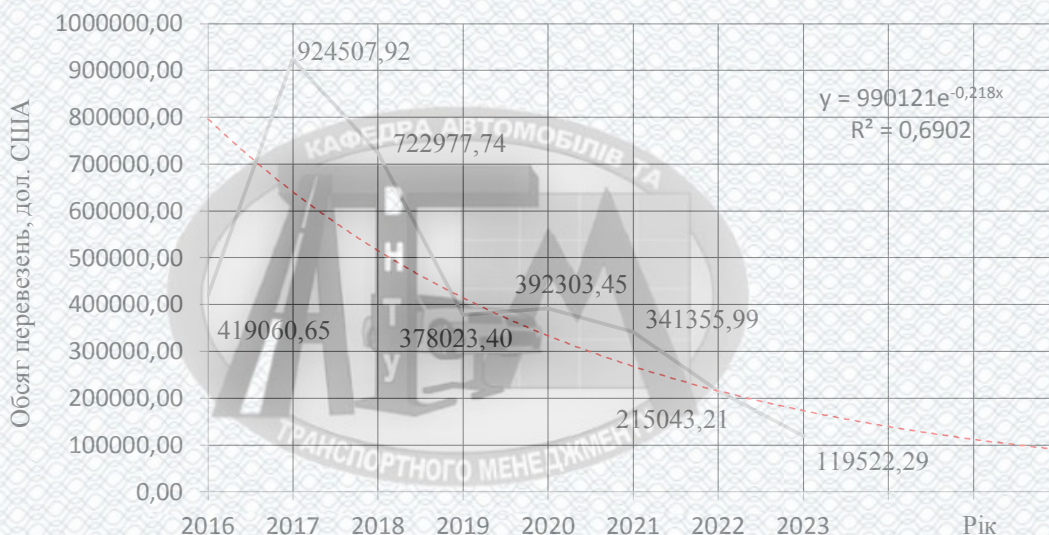 1000000,00
900000,00
800000,00
700000,00
600000,00
500000,00
400000,00
300000,00
200000,00
100000,00
0,00
Обсяг перевезень, дол. США
924507,92
y = 990121e^-0,218x
R² = 0,6902
722977,74
392303,45
419060,65
378023,40
341355,99
215043,21
119522,29
КАФЕДРА АВТОМОБІЛІВ ТА
ВНТУ
ТРАНСПОРТНОГО МЕНЕДЖМЕНТУ
2016 2017 2018 2019 2020 2021 2022 2023 Рік